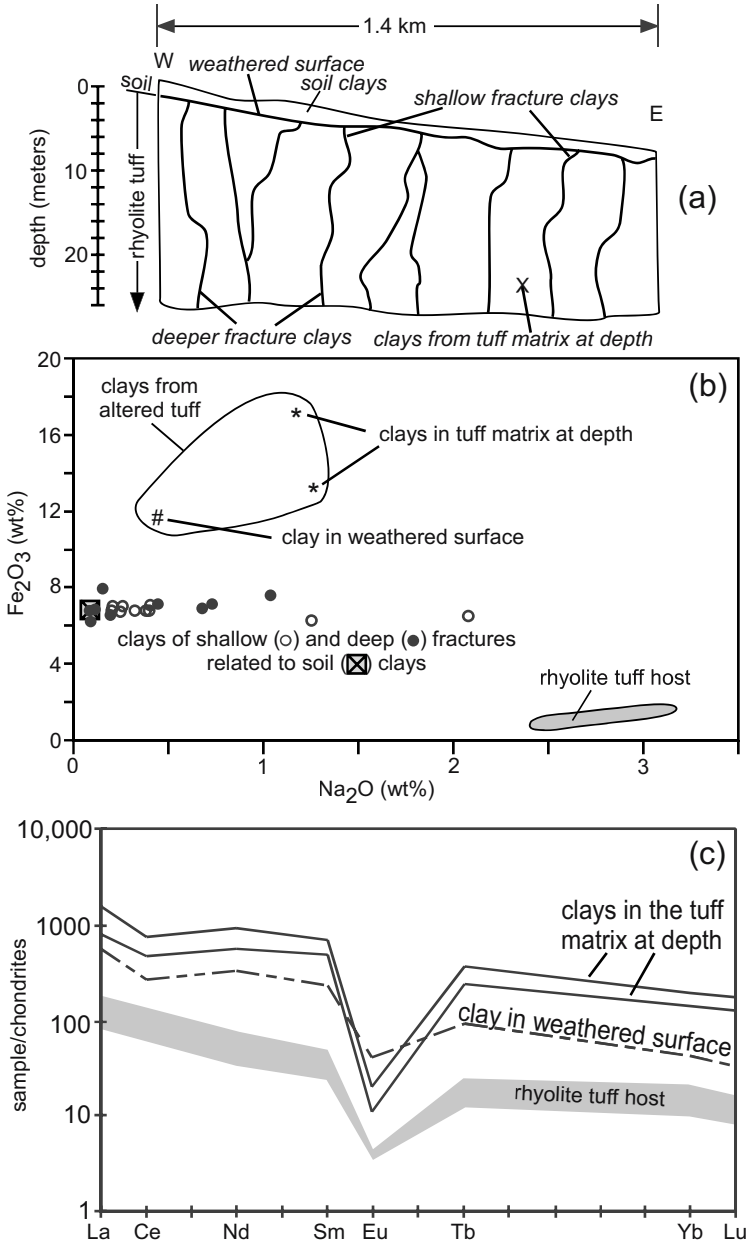 1.4 km
W
weathered surface
soil
soil clays
shallow fracture clays
E
0
10
20
depth (meters)
rhyolite tuff
(a)
X
deeper fracture clays
clays from tuff matrix at depth
20
16
12
8
4
0
Fe2O3 (wt%)
(b)
clays from
altered tuff
*
clays in tuff matrix at depth
*
#
clay in weathered surface
clays of shallow (○) and deep (●) fractures
related to soil (⊠) clays
rhyolite tuff host
0
1
2
3
Na2O (wt%)
10,000
1000
100
10
1
sample/chondrites
(c)
clays in the tuff
matrix at depth
clay in weathered surface
rhyolite tuff host
La
Ce
Nd
Sm
Eu
Tb
Yb
Lu